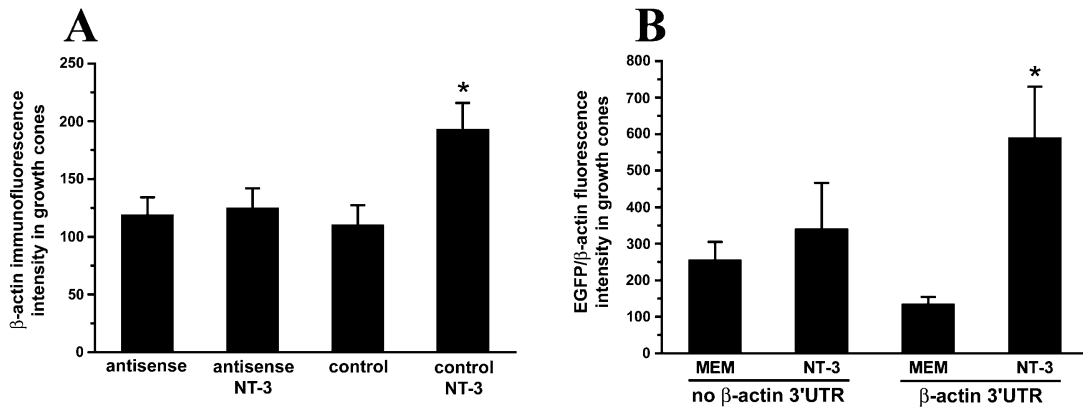 A
β-actin immunofluorescence
intensity in growth cones
250
200
150
100
50
0
*
antisense
antisense
NT-3
control
control
NT-3
B
EGFP/β-actin fluorescence
intensity in growth cones
800
700
600
500
400
300
200
100
0
*
MEM
NT-3
MEM
NT-3
no β-actin 3'UTR
β-actin 3'UTR